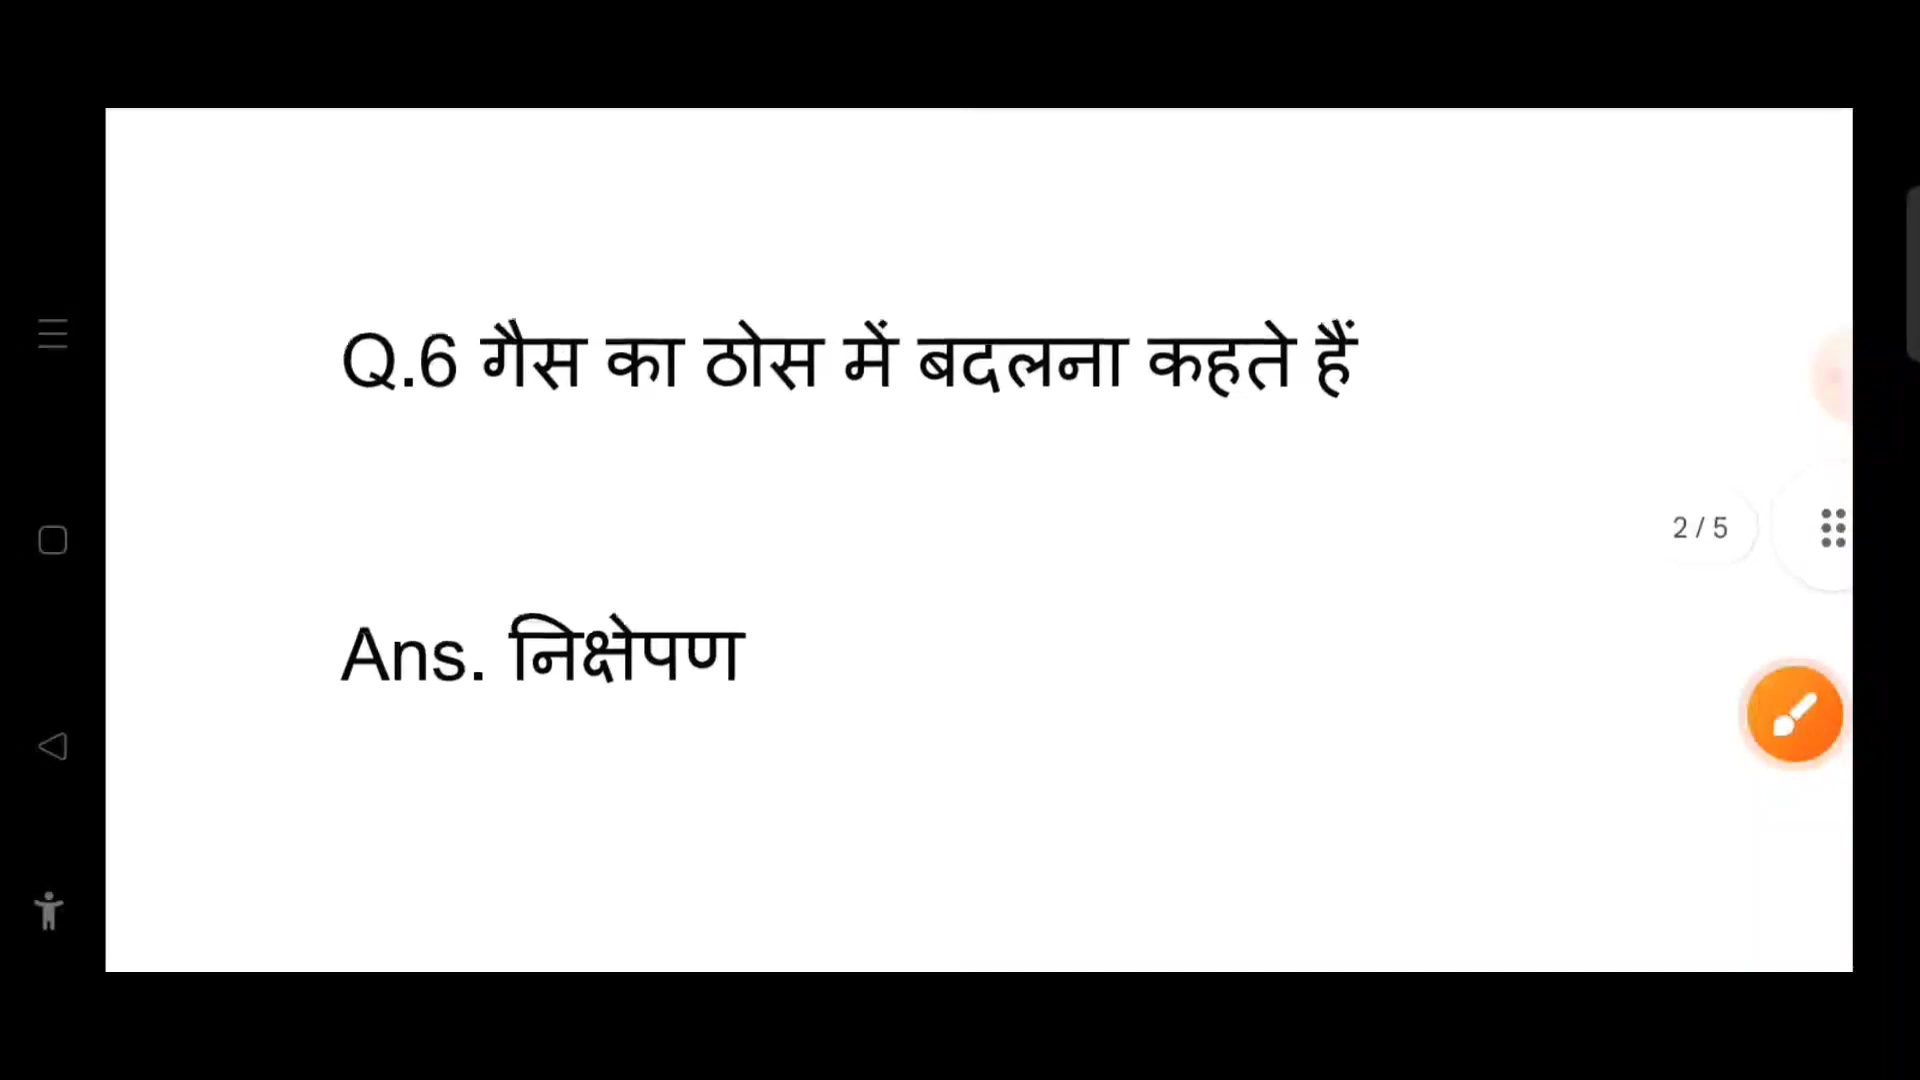 Q.6 गैस का ठोस में बदलना कहते हैं
2 / 5
Ans. निक्षेपण